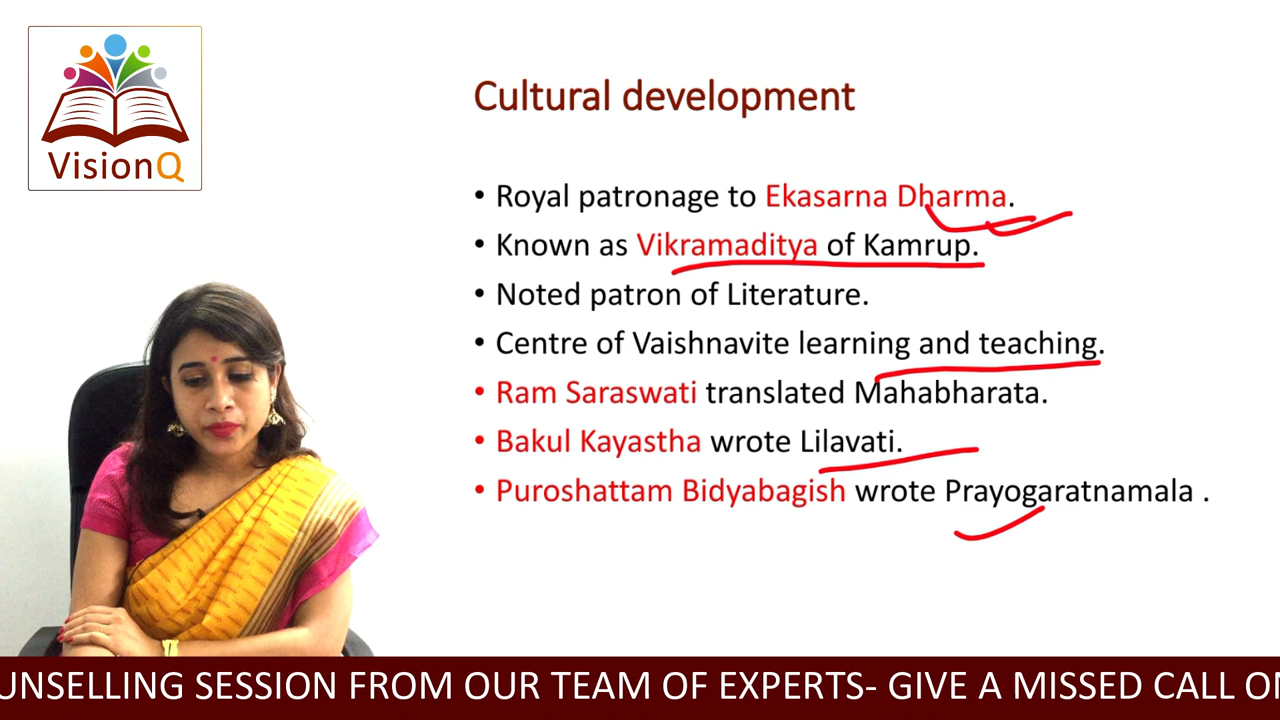 VisionQ
Cultural development
• Royal patronage to Ekasarna Dharma.
• Known as Vikramaditya of Kamrup.
• Noted patron of Literature.
• Centre of Vaishnavite learning and teaching.
• Ram Saraswati translated Mahabharata.
• Bakul Kayastha wrote Lilavati.
• Puroshattam Bidyabagish wrote Prayogaratnamala .
UNSELLING SESSION FROM OUR TEAM OF EXPERTS- GIVE A MISSED CALL ON